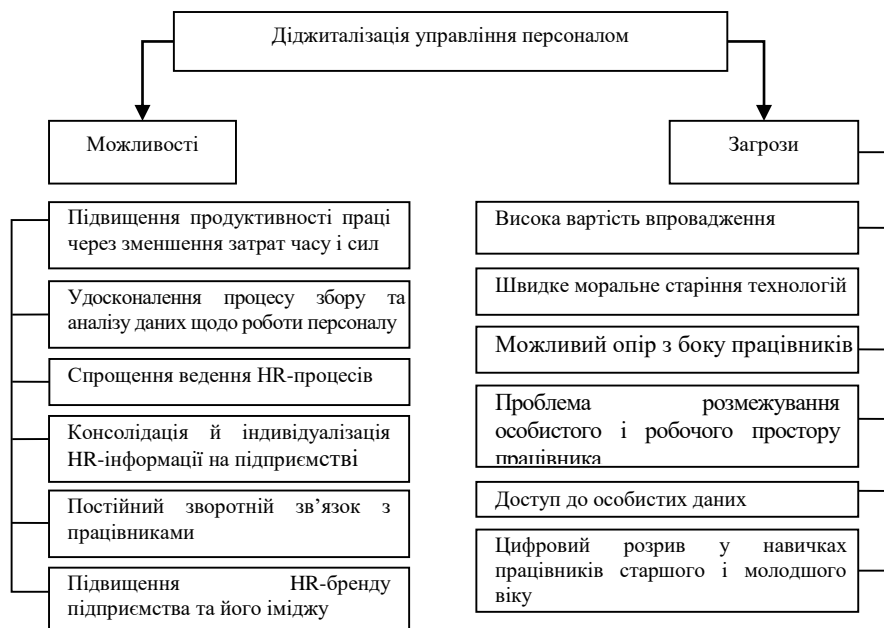 Діджиталізація управління персоналом
Можливості
Загрози
Підвищення продуктивності праці
через зменшення затрат часу і сил
Удосконалення процесу збору та
аналізу даних щодо роботи персоналу
Спрощення ведення HR-процесів
Консолідація й індивідуалізація
HR-інформації на підприємстві
Постійний зворотній зв’язок з
працівниками
Підвищення HR-бренду
підприємства та його іміджу
Висока вартість впровадження
Швидке моральне старіння технологій
Можливий опір з боку працівників
Проблема розмежування
особистого і робочого простору
працівника
Доступ до особистих даних
Цифровий розрив у навичках
працівників старшого і молодшого
віку